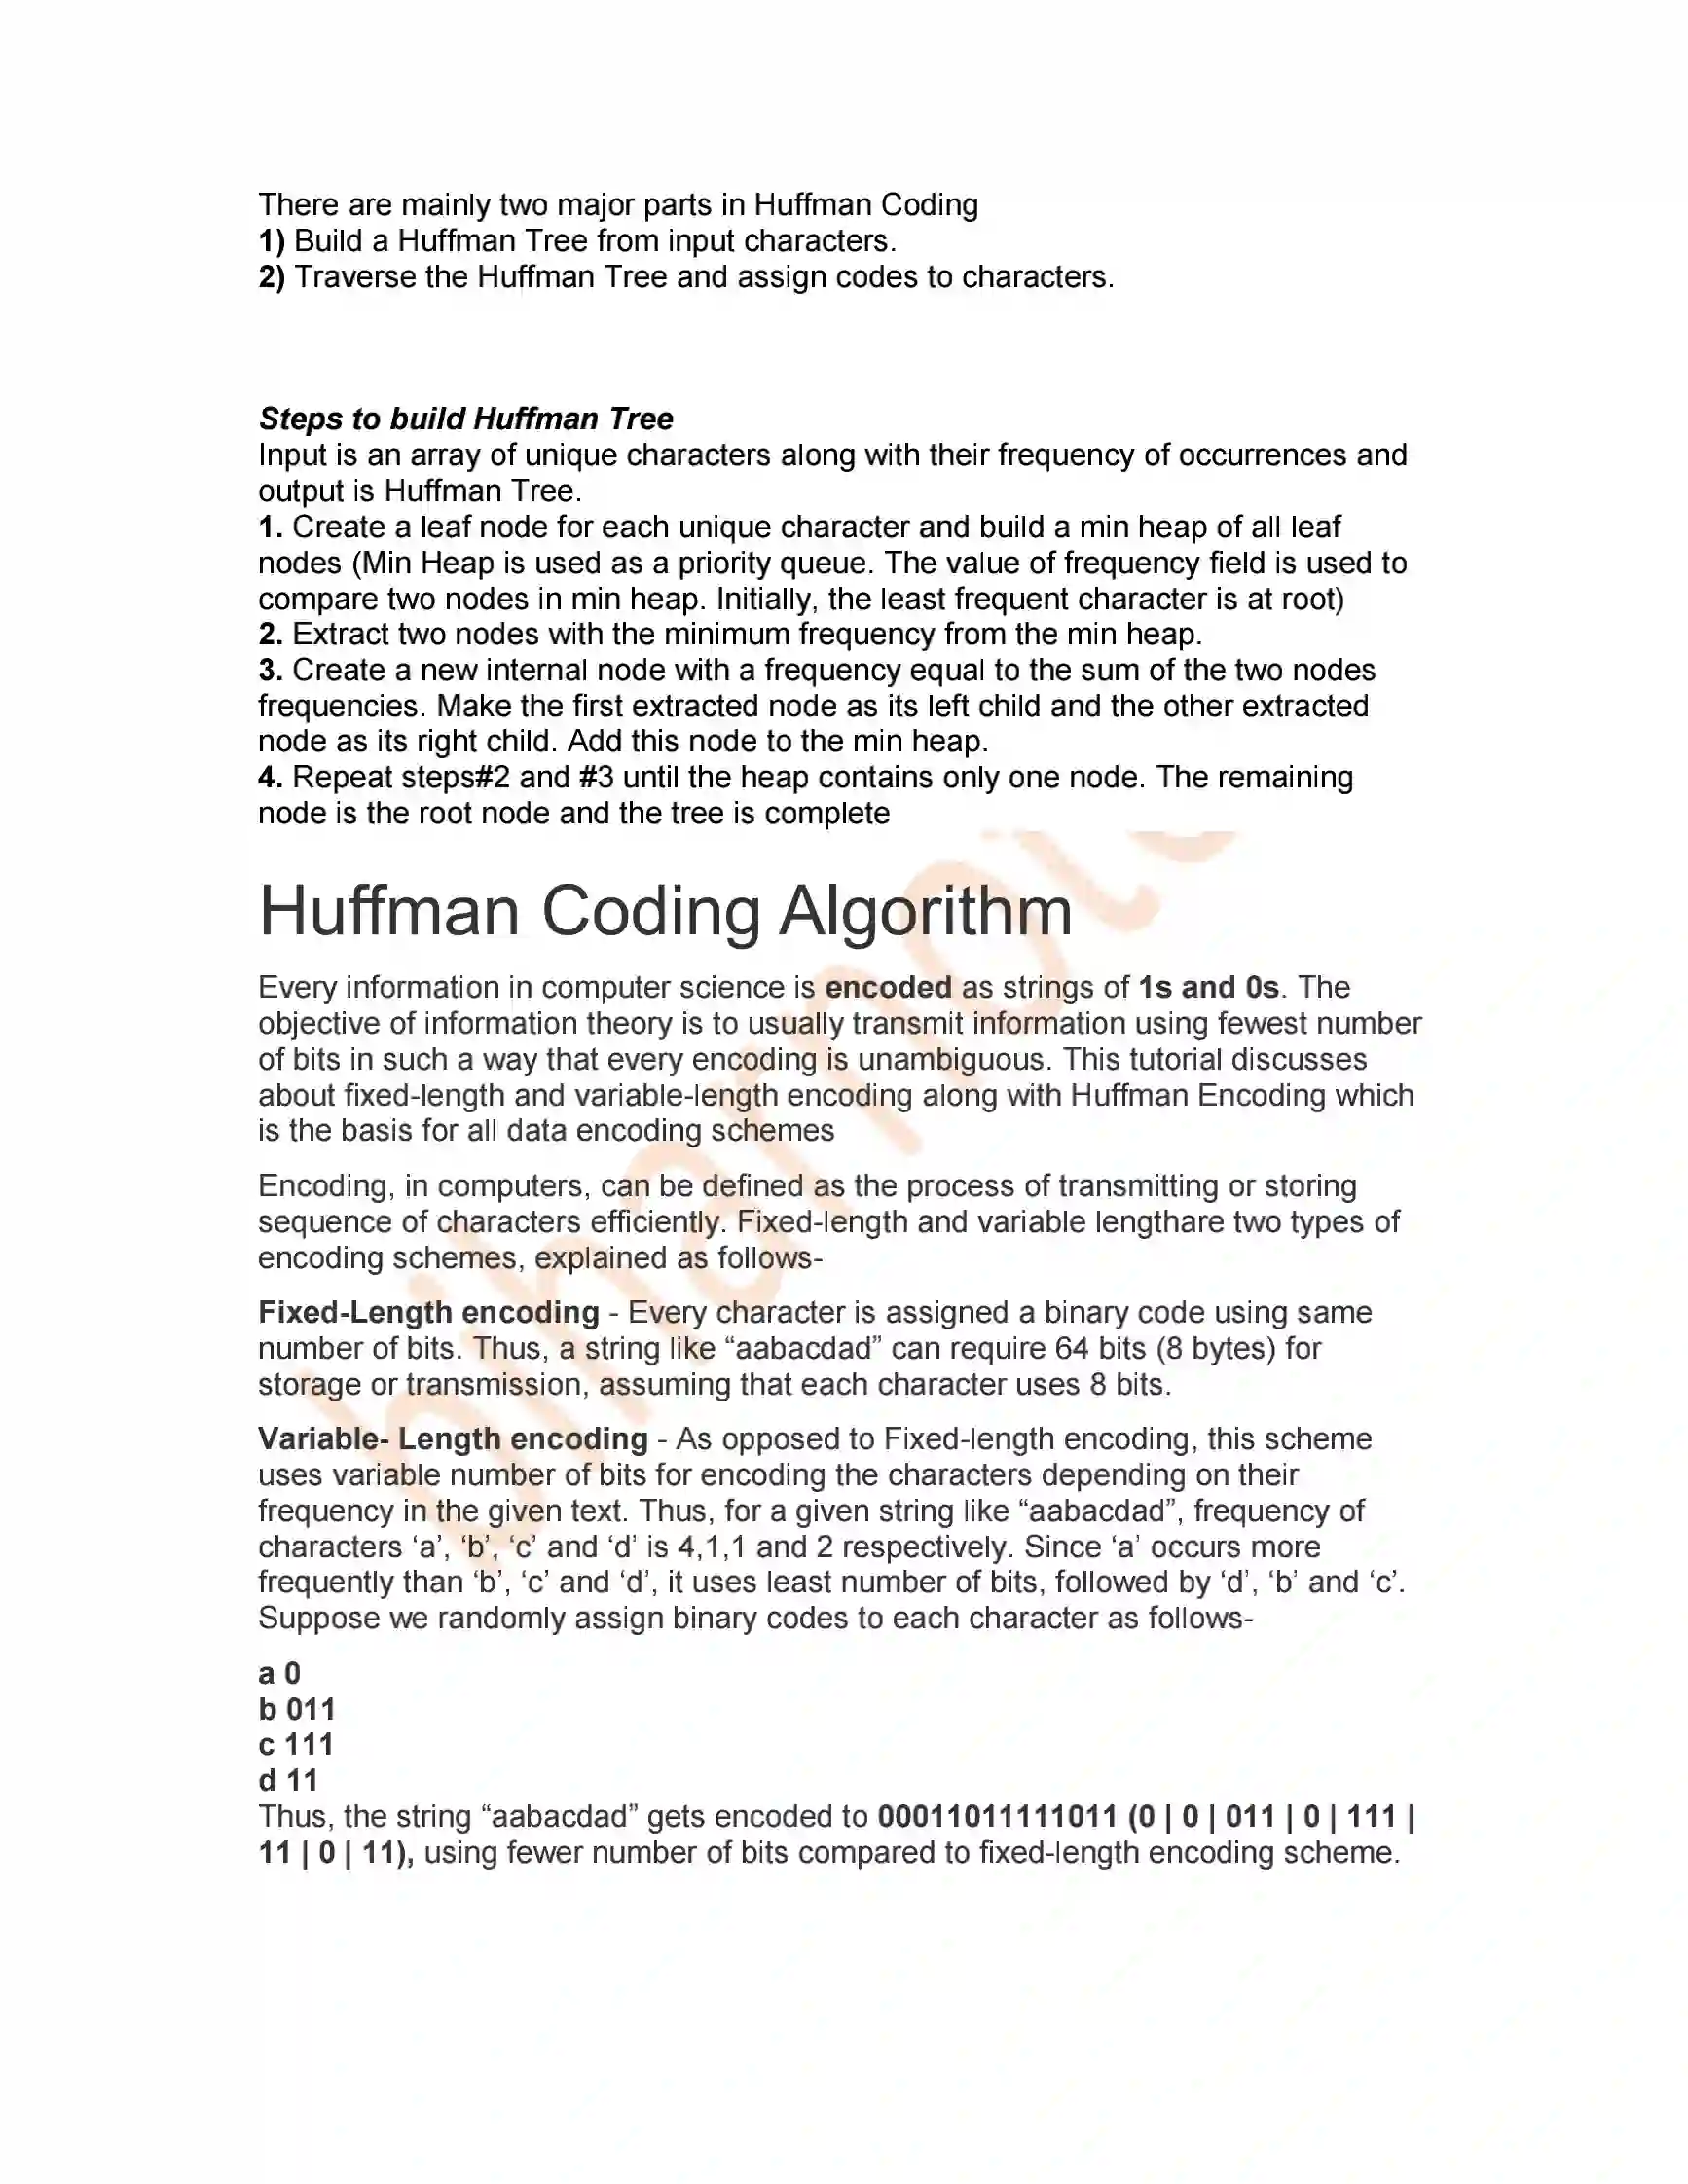 There are mainly two major parts in Huffman Coding
1) Build a Huffman Tree from input characters.
2) Traverse the Huffman Tree and assign codes to characters.
Steps to build Huffman Tree
Input is an array of unique characters along with their frequency of occurrences and
output is Huffman Tree.
1. Create a leaf node for each unique character and build a min heap of all leaf
nodes (Min Heap is used as a priority queue. The value of frequency field is used to
compare two nodes in min heap. Initially, the least frequent character is at root)
2. Extract two nodes with the minimum frequency from the min heap.
3. Create a new internal node with a frequency equal to the sum of the two nodes
frequencies. Make the first extracted node as its left child and the other extracted
node as its right child. Add this node to the min heap.
4. Repeat steps#2 and #3 until the heap contains only one node. The remaining
node is the root node and the tree is complete
Huffman Coding Algorithm
Every information in computer science is encoded as strings of 1s and 0s. The
objective of information theory is to usually transmit information using fewest number
of bits in such a way that every encoding is unambiguous. This tutorial discusses
about fixed-length and variable-length encoding along with Huffman Encoding which
is the basis for all data encoding schemes
Encoding, in computers, can be defined as the process of transmitting or storing
sequence of characters efficiently. Fixed-length and variable lengthare two types of
encoding schemes, explained as follows-
Fixed-Length encoding - Every character is assigned a binary code using same
number of bits. Thus, a string like “aabacdad” can require 64 bits (8 bytes) for
storage or transmission, assuming that each character uses 8 bits.
Variable- Length encoding - As opposed to Fixed-length encoding, this scheme
uses variable number of bits for encoding the characters depending on their
frequency in the given text. Thus, for a given string like “aabacdad”, frequency of
characters ‘a’, ‘b’, ‘c’ and ‘d’ is 4,1,1 and 2 respectively. Since ‘a’ occurs more
frequently than ‘b’, ‘c’ and ‘d’, it uses least number of bits, followed by ‘d’, ‘b’ and ‘c’.
Suppose we randomly assign binary codes to each character as follows-
a 0
b 011
c 111
d 11
Thus, the string “aabacdad” gets encoded to 00011011111011 (0 | 0 | 011 | 0 | 111 |
11 | 0 | 11), using fewer number of bits compared to fixed-length encoding scheme.